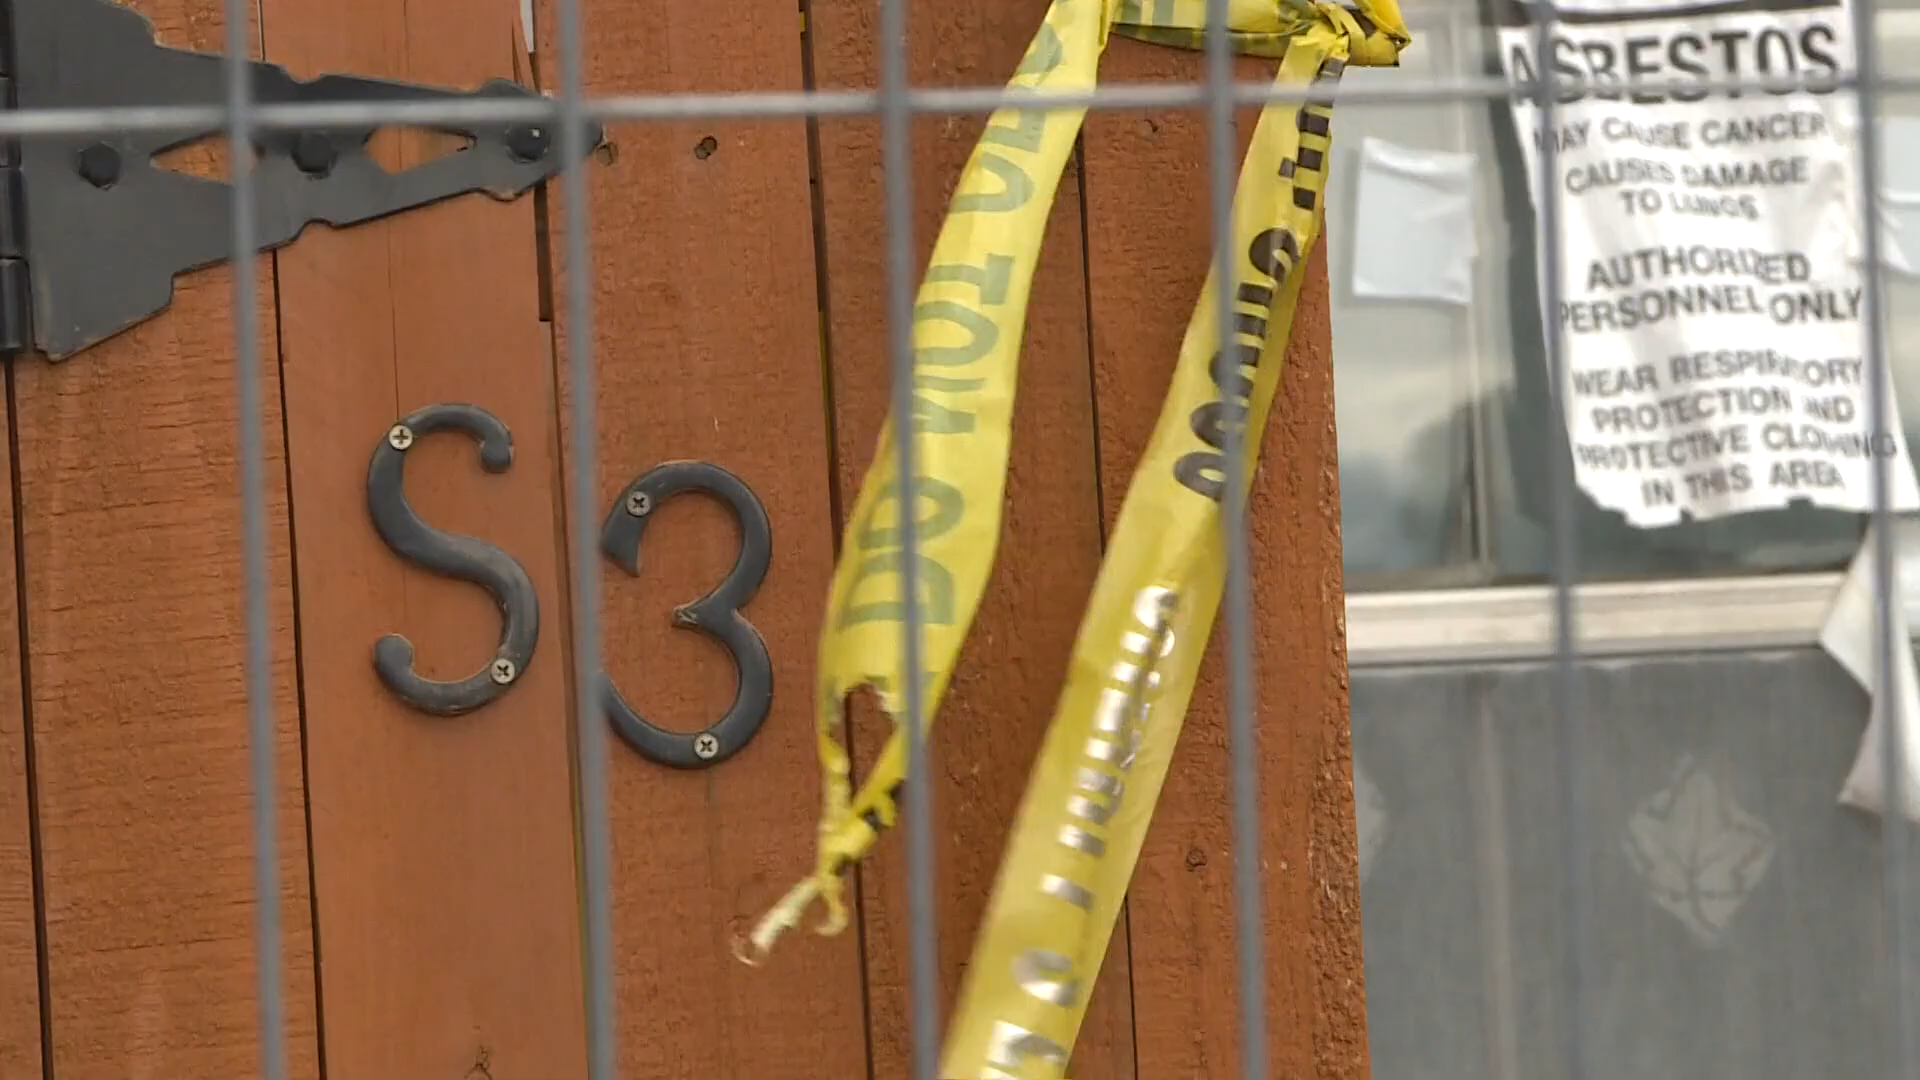 S3
DO NOT CRO
ASBESTOS
MAY CAUSE CANCER
CAUSES DAMAGE
TO LUNGS
AUTHORIZED
PERSONNEL ONLY
WEAR RESPIRATORY
PROTECTION AND
PROTECTIVE CLOTHING
IN THIS AREA